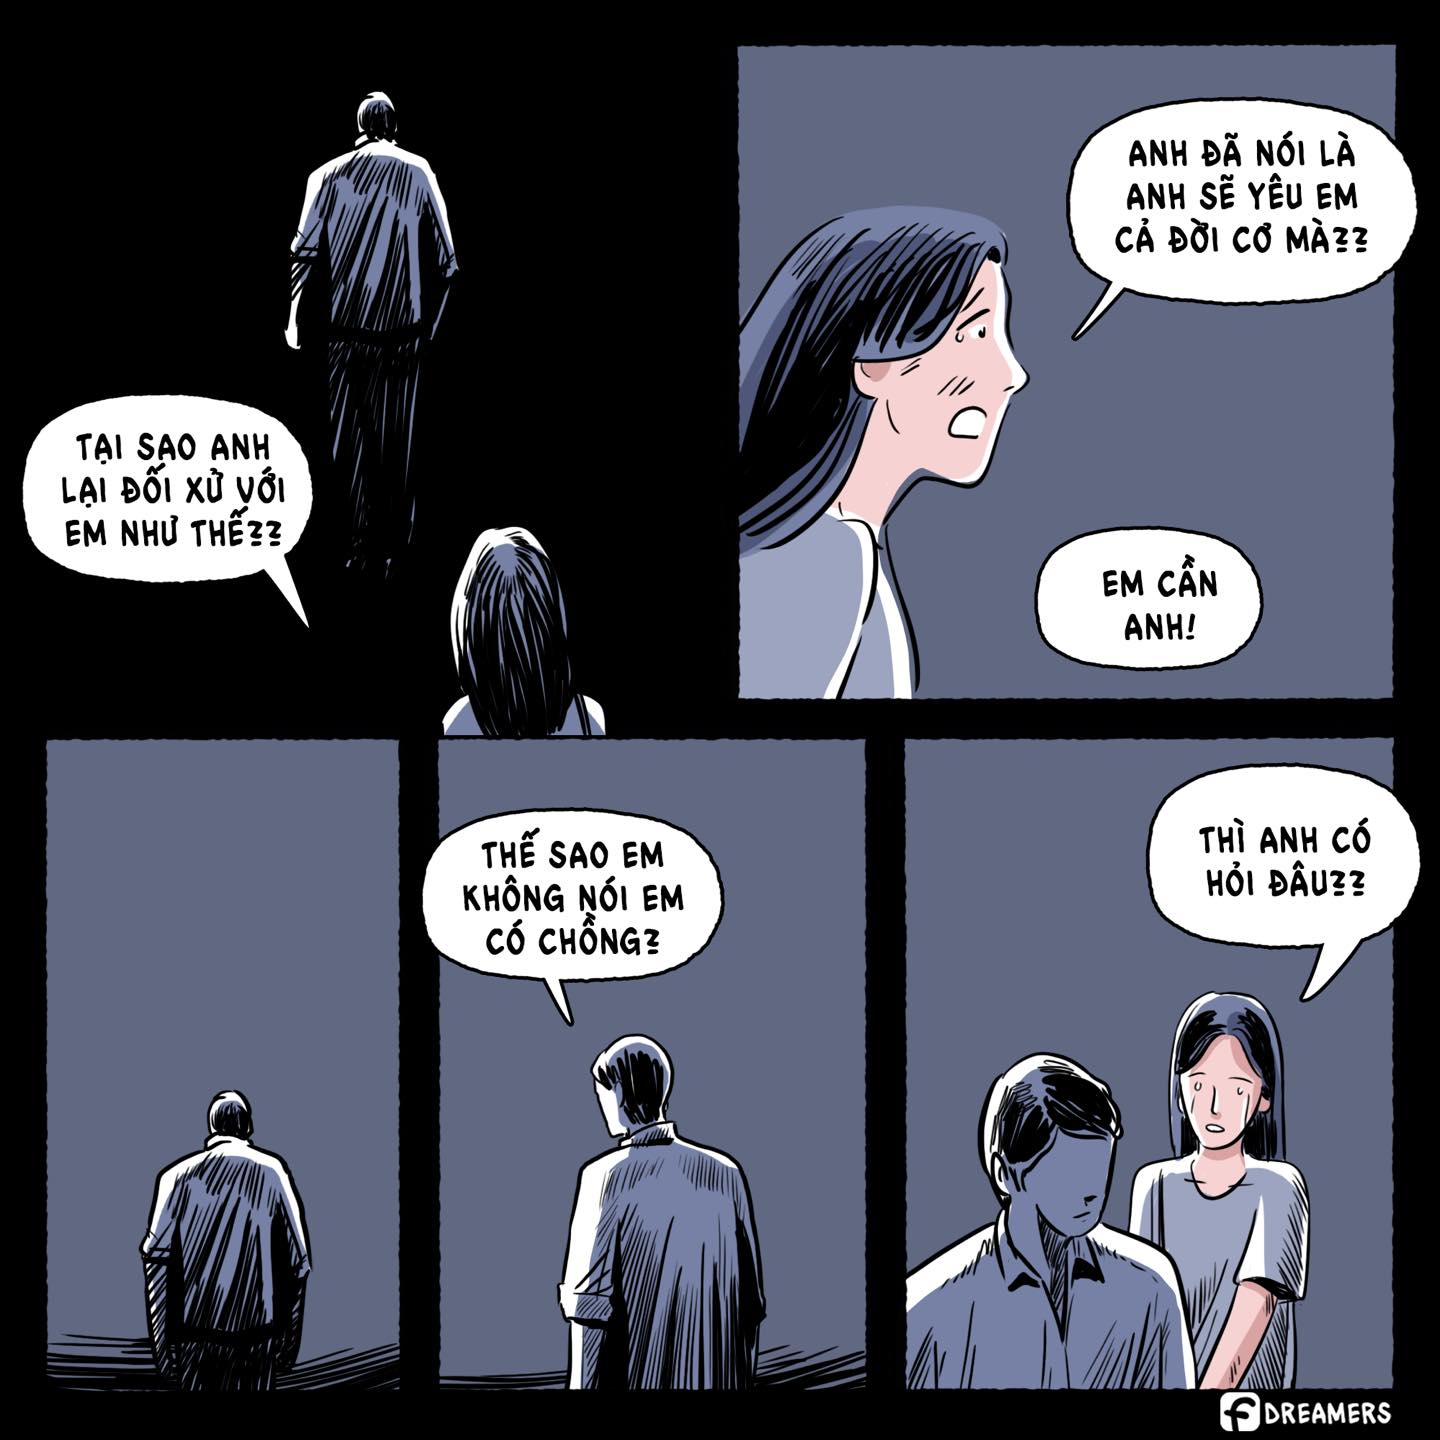 TẠI SAO ANH
LẠI ĐỐI XỬ VỚI
EM NHƯ THẾ??
ANH ĐÃ NÓI LÀ
ANH SẼ YÊU EM
CẢ ĐỜI CƠ MÀ??
EM CẦN
ANH!
THẾ SAO EM
KHÔNG NÓI EM
CÓ CHỒNG?
THÌ ANH CÓ
HỎI ĐÂU??
DREAMERS